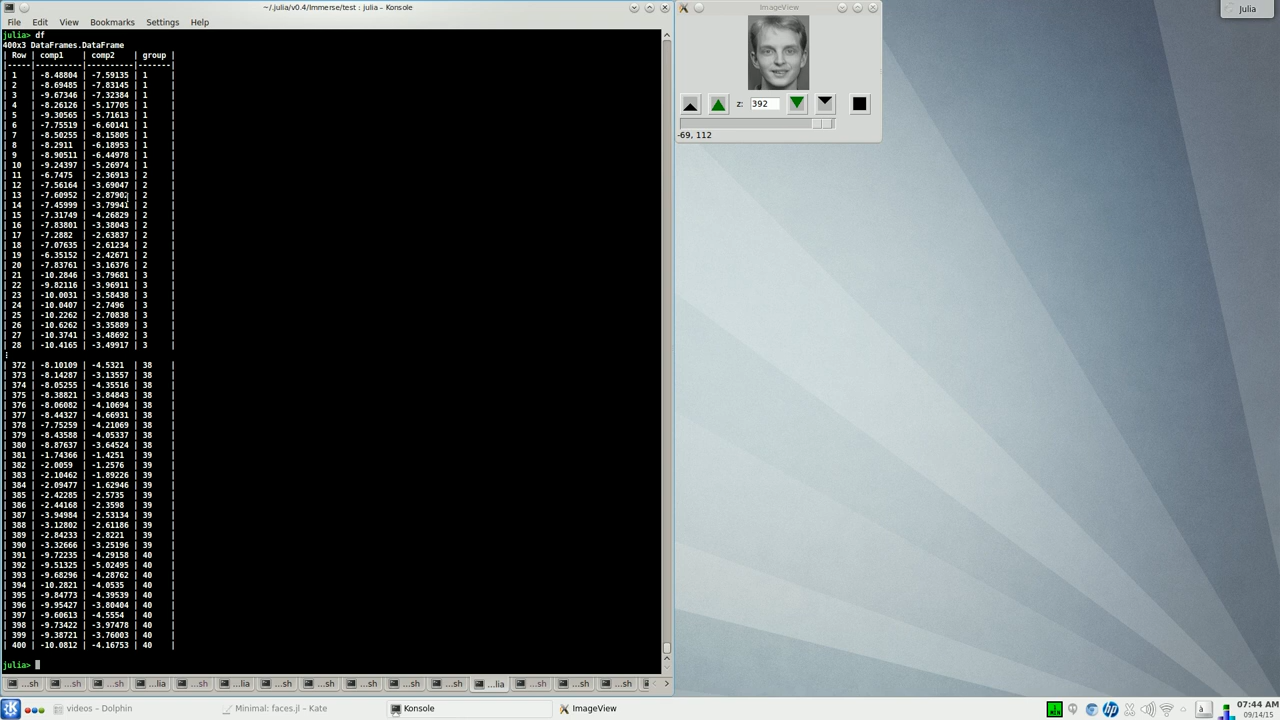 ~/.julia/v0.4/Immerse/test : julia – Konsole
File Edit View Bookmarks Settings Help
julia> df
400x3 DataFrames.DataFrame
| Row | comp1 | comp2 | group |
|-----|----------|----------|-------|
| 1 | -8.48804 | -7.59135 | 1 |
| 2 | -8.69485 | -7.83145 | 1 |
| 3 | -9.67346 | -7.32384 | 1 |
| 4 | -8.26126 | -5.17705 | 1 |
| 5 | -9.30565 | -5.71613 | 1 |
| 6 | -7.75519 | -6.60141 | 1 |
| 7 | -8.50255 | -8.15805 | 1 |
| 8 | -8.2911 | -6.18953 | 1 |
| 9 | -8.90511 | -6.44978 | 1 |
| 10 | -9.24397 | -5.26974 | 1 |
| 11 | -6.7475 | -2.36913 | 2 |
| 12 | -7.56164 | -3.69047 | 2 |
| 13 | -7.60952 | -2.87902 | 2 |
| 14 | -7.45999 | -3.79941 | 2 |
| 15 | -7.31749 | -4.26829 | 2 |
| 16 | -7.83801 | -3.38043 | 2 |
| 17 | -7.2882 | -2.63837 | 2 |
| 18 | -7.07635 | -2.61234 | 2 |
| 19 | -6.35152 | -2.42671 | 2 |
| 20 | -7.83761 | -3.16376 | 2 |
| 21 | -10.2846 | -3.79681 | 3 |
| 22 | -9.82116 | -3.96911 | 3 |
| 23 | -10.0031 | -3.58438 | 3 |
| 24 | -10.0407 | -2.7496 | 3 |
| 25 | -10.2262 | -2.70838 | 3 |
| 26 | -10.6262 | -3.35889 | 3 |
| 27 | -10.3741 | -3.48692 | 3 |
| 28 | -10.4165 | -3.49917 | 3 |
⋮
| 372 | -8.10109 | -4.5321 | 38 |
| 373 | -8.14287 | -3.13557 | 38 |
| 374 | -8.05255 | -4.35516 | 38 |
| 375 | -8.38821 | -3.84843 | 38 |
| 376 | -8.06082 | -4.10694 | 38 |
| 377 | -8.44327 | -4.66931 | 38 |
| 378 | -7.75259 | -4.21069 | 38 |
| 379 | -8.43588 | -4.05337 | 38 |
| 380 | -8.87637 | -3.64524 | 38 |
| 381 | -1.74366 | -1.4251 | 39 |
| 382 | -2.0059 | -1.2576 | 39 |
| 383 | -2.10462 | -1.89226 | 39 |
| 384 | -2.09477 | -1.62946 | 39 |
| 385 | -2.42285 | -2.5735 | 39 |
| 386 | -2.44168 | -2.3598 | 39 |
| 387 | -3.94984 | -2.53134 | 39 |
| 388 | -3.12802 | -2.61186 | 39 |
| 389 | -2.84233 | -2.8221 | 39 |
| 390 | -3.32666 | -3.25196 | 39 |
| 391 | -9.72235 | -4.29158 | 40 |
| 392 | -9.51325 | -5.02495 | 40 |
| 393 | -9.68296 | -4.28762 | 40 |
| 394 | -10.2821 | -4.0535 | 40 |
| 395 | -9.84773 | -4.39539 | 40 |
| 396 | -9.95427 | -3.80404 | 40 |
| 397 | -9.60613 | -4.5554 | 40 |
| 398 | -9.73422 | -3.97478 | 40 |
| 399 | -9.38721 | -3.76003 | 40 |
| 400 | -10.0812 | -4.16753 | 40 |
julia>
...sh ...sh ...sh ...lia ...sh ...lia ...sh ...sh ...sh ...sh ...sh ...lia ...sh ...sh ...sh
ImageView
z: 392
-69, 112
Julia
videos – Dolphin
Minimal: faces.jl – Kate
Konsole
ImageView
hp
à
07:44 AM
09/14/15